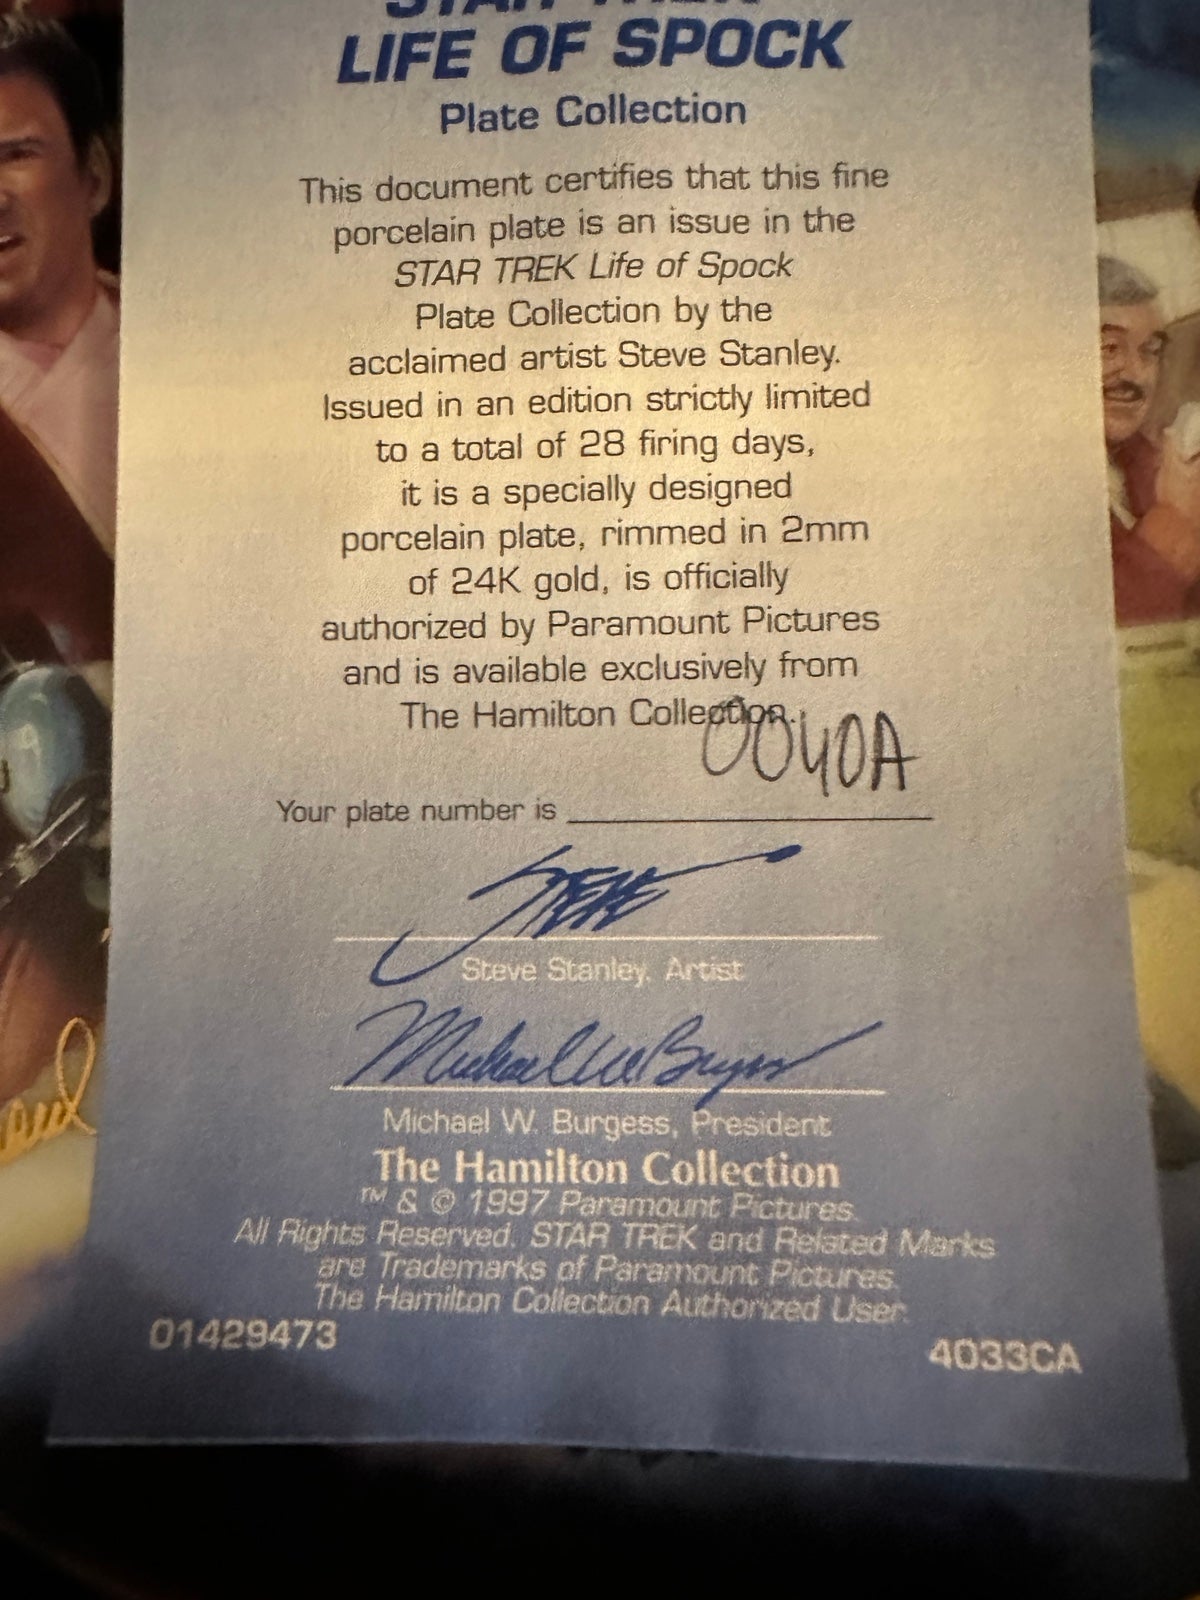 STAR TREK
LIFE OF SPOCK
Plate Collection
This document certifies that this fine
porcelain plate is an issue in the
STAR TREK Life of Spock
Plate Collection by the
acclaimed artist Steve Stanley.
Issued in an edition strictly limited
to a total of 28 firing days,
it is a specially designed
porcelain plate, rimmed in 2mm
of 24K gold, is officially
authorized by Paramount Pictures
and is available exclusively from
The Hamilton Collection.
0040A
Your plate number is
STEVE
Steve Stanley, Artist
Michael W Burgess
Michael W. Burgess, President
The Hamilton Collection
™ & © 1997 Paramount Pictures.
All Rights Reserved. STAR TREK and Related Marks
are Trademarks of Paramount Pictures.
The Hamilton Collection Authorized User.
01429473
4033CA